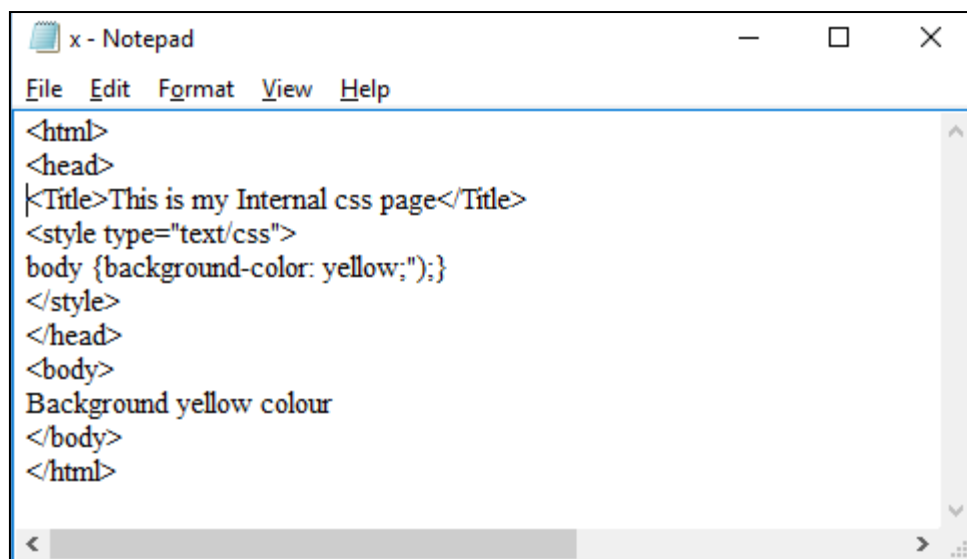 x - Notepad
File Edit Format View Help
<html>
<head>
<Title>This is my Internal css page</Title>
<style type="text/css">
body {background-color: yellow;");}
</style>
</head>
<body>
Background yellow colour
</body>
</html>